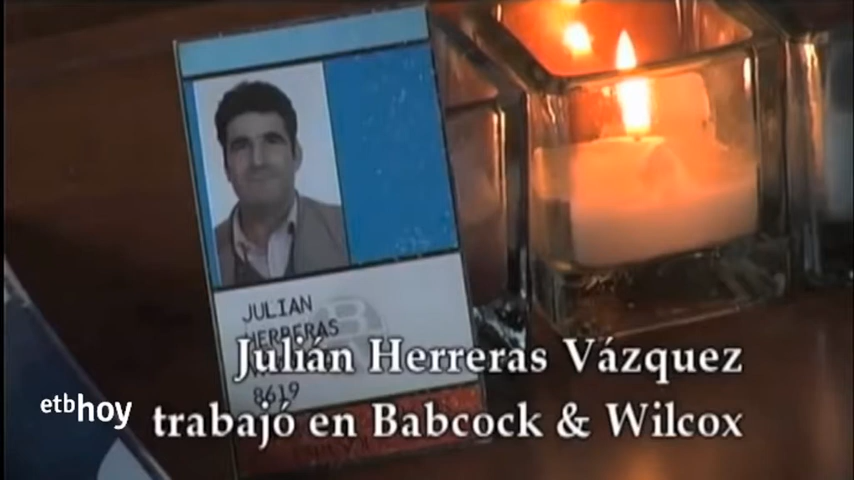 JULIAN
HERRERAS
8619
Julián Herreras Vázquez
trabajó en Babcock & Wilcox
etbhoy